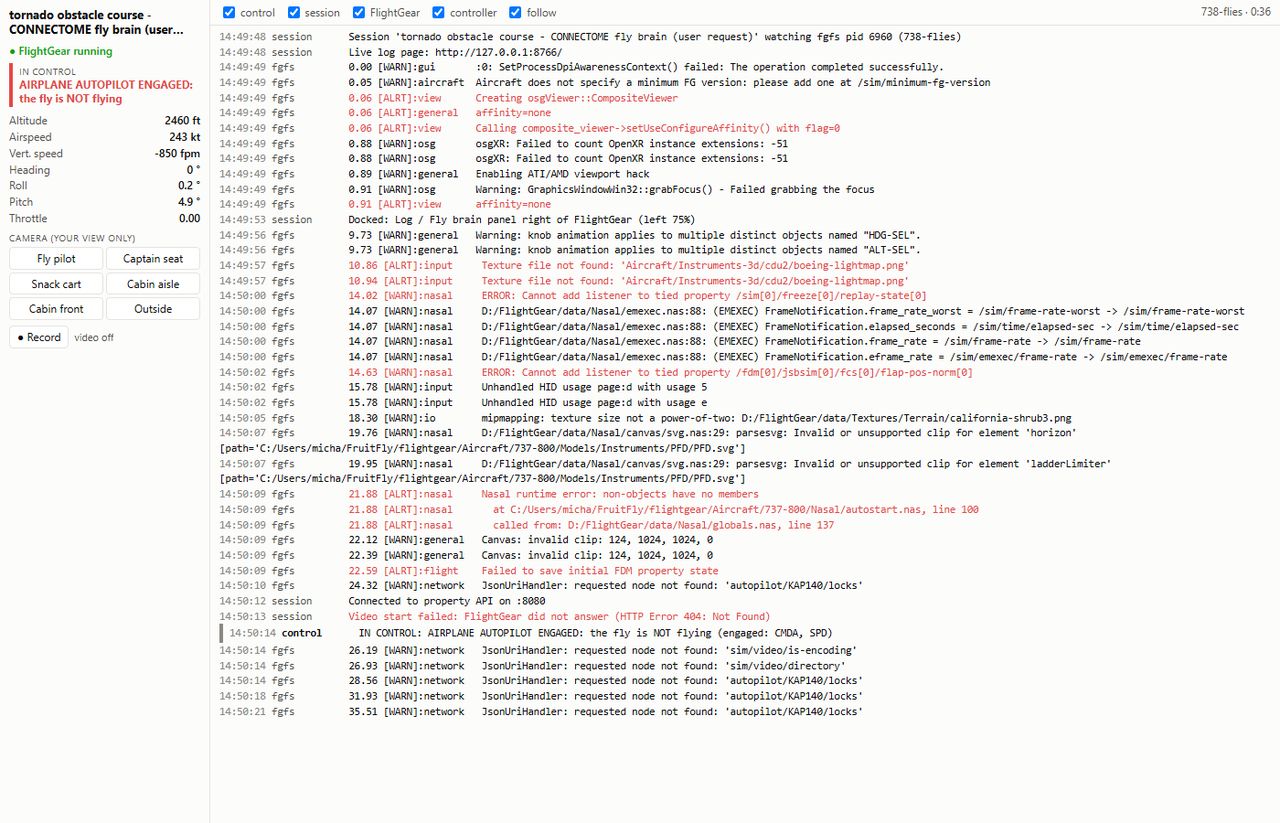 tornado obstacle course -
CONNECTOME fly brain (user...
● FlightGear running
IN CONTROL
AIRPLANE AUTOPILOT ENGAGED:
the fly is NOT flying
Altitude 2460 ft
Airspeed 243 kt
Vert. speed -850 fpm
Heading 0 °
Roll 0.2 °
Pitch 4.9 °
Throttle 0.00
CAMERA (YOUR VIEW ONLY)
Fly pilot Captain seat
Snack cart Cabin aisle
Cabin front Outside
● Record video off
control session FlightGear controller follow 738-flies · 0:36
14:49:48 session Session 'tornado obstacle course - CONNECTOME fly brain (user request)' watching fgfs pid 6960 (738-flies)
14:49:48 session Live log page: http://127.0.0.1:8766/
14:49:49 fgfs 0.00 [WARN]:gui :0: SetProcessDpiAwarenessContext() failed: The operation completed successfully.
14:49:49 fgfs 0.05 [WARN]:aircraft Aircraft does not specify a minimum FG version: please add one at /sim/minimum-fg-version
14:49:49 fgfs 0.06 [ALRT]:view Creating osgViewer::CompositeViewer
14:49:49 fgfs 0.06 [ALRT]:general affinity=none
14:49:49 fgfs 0.06 [ALRT]:view Calling composite_viewer->setUseConfigureAffinity() with flag=0
14:49:49 fgfs 0.88 [WARN]:osg osgXR: Failed to count OpenXR instance extensions: -51
14:49:49 fgfs 0.88 [WARN]:osg osgXR: Failed to count OpenXR instance extensions: -51
14:49:49 fgfs 0.89 [WARN]:general Enabling ATI/AMD viewport hack
14:49:49 fgfs 0.91 [WARN]:osg Warning: GraphicsWindowWin32::grabFocus() - Failed grabbing the focus
14:49:49 fgfs 0.91 [ALRT]:view affinity=none
14:49:53 session Docked: Log / Fly brain panel right of FlightGear (left 75%)
14:49:56 fgfs 9.73 [WARN]:general Warning: knob animation applies to multiple distinct objects named "HDG-SEL".
14:49:56 fgfs 9.73 [WARN]:general Warning: knob animation applies to multiple distinct objects named "ALT-SEL".
14:49:57 fgfs 10.86 [ALRT]:input Texture file not found: 'Aircraft/Instruments-3d/cdu2/boeing-lightmap.png'
14:49:57 fgfs 10.94 [ALRT]:input Texture file not found: 'Aircraft/Instruments-3d/cdu2/boeing-lightmap.png'
14:50:00 fgfs 14.02 [WARN]:nasal ERROR: Cannot add listener to tied property /sim[0]/freeze[0]/replay-state[0]
14:50:00 fgfs 14.07 [WARN]:nasal D:/FlightGear/data/Nasal/emexec.nas:88: (EMEXEC) FrameNotification.frame_rate_worst = /sim/frame-rate-worst -> /sim/frame-rate-worst
14:50:00 fgfs 14.07 [WARN]:nasal D:/FlightGear/data/Nasal/emexec.nas:88: (EMEXEC) FrameNotification.elapsed_seconds = /sim/time/elapsed-sec -> /sim/time/elapsed-sec
14:50:00 fgfs 14.07 [WARN]:nasal D:/FlightGear/data/Nasal/emexec.nas:88: (EMEXEC) FrameNotification.frame_rate = /sim/frame-rate -> /sim/frame-rate
14:50:00 fgfs 14.07 [WARN]:nasal D:/FlightGear/data/Nasal/emexec.nas:88: (EMEXEC) FrameNotification.eframe_rate = /sim/emexec/frame-rate -> /sim/emexec/frame-rate
14:50:02 fgfs 14.63 [WARN]:nasal ERROR: Cannot add listener to tied property /fdm[0]/jsbsim[0]/fcs[0]/flap-pos-norm[0]
14:50:02 fgfs 15.78 [WARN]:input Unhandled HID usage page:d with usage 5
14:50:02 fgfs 15.78 [WARN]:input Unhandled HID usage page:d with usage e
14:50:05 fgfs 18.30 [WARN]:io mipmapping: texture size not a power-of-two: D:/FlightGear/data/Textures/Terrain/california-shrub3.png
14:50:07 fgfs 19.76 [WARN]:nasal D:/FlightGear/data/Nasal/canvas/svg.nas:29: parsesvg: Invalid or unsupported clip for element 'horizon'
[path='C:/Users/micha/FruitFly/flightgear/Aircraft/737-800/Models/Instruments/PFD/PFD.svg']
14:50:07 fgfs 19.95 [WARN]:nasal D:/FlightGear/data/Nasal/canvas/svg.nas:29: parsesvg: Invalid or unsupported clip for element 'ladderLimiter'
[path='C:/Users/micha/FruitFly/flightgear/Aircraft/737-800/Models/Instruments/PFD/PFD.svg']
14:50:09 fgfs 21.88 [ALRT]:nasal Nasal runtime error: non-objects have no members
14:50:09 fgfs 21.88 [ALRT]:nasal at C:/Users/micha/FruitFly/flightgear/Aircraft/737-800/Nasal/autostart.nas, line 100
14:50:09 fgfs 21.88 [ALRT]:nasal called from: D:/FlightGear/data/Nasal/globals.nas, line 137
14:50:09 fgfs 22.12 [WARN]:general Canvas: invalid clip: 124, 1024, 1024, 0
14:50:09 fgfs 22.39 [WARN]:general Canvas: invalid clip: 124, 1024, 1024, 0
14:50:09 fgfs 22.59 [ALRT]:flight Failed to save initial FDM property state
14:50:10 fgfs 24.32 [WARN]:network JsonUriHandler: requested node not found: 'autopilot/KAP140/locks'
14:50:12 session Connected to property API on :8080
14:50:13 session Video start failed: FlightGear did not answer (HTTP Error 404: Not Found)
14:50:14 control IN CONTROL: AIRPLANE AUTOPILOT ENGAGED: the fly is NOT flying (engaged: CMDA, SPD)
14:50:14 fgfs 26.19 [WARN]:network JsonUriHandler: requested node not found: 'sim/video/is-encoding'
14:50:14 fgfs 26.93 [WARN]:network JsonUriHandler: requested node not found: 'sim/video/directory'
14:50:14 fgfs 28.56 [WARN]:network JsonUriHandler: requested node not found: 'autopilot/KAP140/locks'
14:50:18 fgfs 31.93 [WARN]:network JsonUriHandler: requested node not found: 'autopilot/KAP140/locks'
14:50:21 fgfs 35.51 [WARN]:network JsonUriHandler: requested node not found: 'autopilot/KAP140/locks'